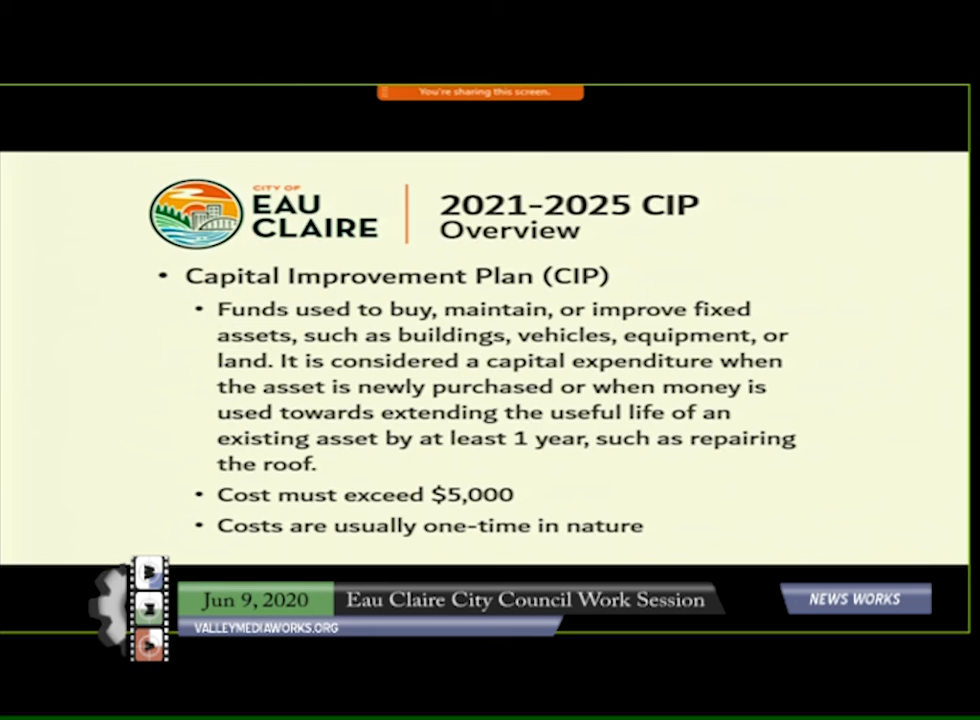 You're sharing this screen.
CITY OF
EAU
CLAIRE
2021-2025 CIP
Overview
• Capital Improvement Plan (CIP)
• Funds used to buy, maintain, or improve fixed
assets, such as buildings, vehicles, equipment, or
land. It is considered a capital expenditure when
the asset is newly purchased or when money is
used towards extending the useful life of an
existing asset by at least 1 year, such as repairing
the roof.
• Cost must exceed $5,000
• Costs are usually one-time in nature
Jun 9, 2020
Eau Claire City Council Work Session
NEWS WORKS
VALLEYMEDIAWORKS.ORG